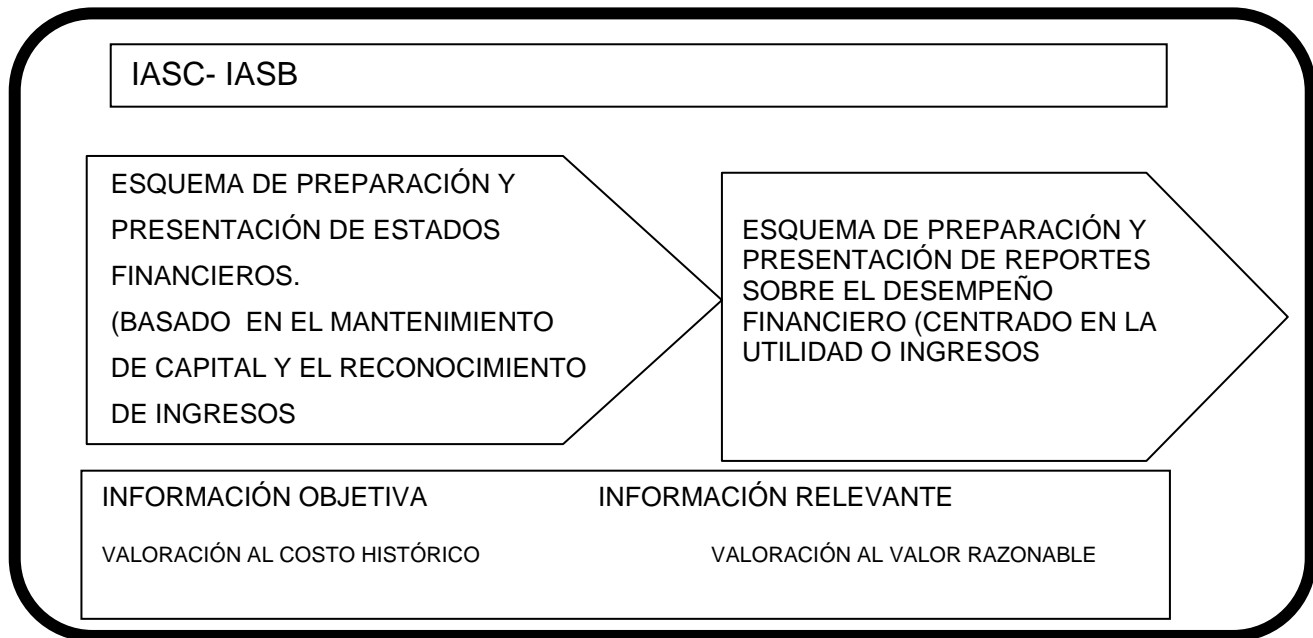 IASC- IASB
ESQUEMA DE PREPARACIÓN Y
PRESENTACIÓN DE ESTADOS
FINANCIEROS.
(BASADO EN EL MANTENIMIENTO
DE CAPITAL Y EL RECONOCIMIENTO
DE INGRESOS
ESQUEMA DE PREPARACIÓN Y
PRESENTACIÓN DE REPORTES
SOBRE EL DESEMPEÑO
FINANCIERO (CENTRADO EN LA
UTILIDAD O INGRESOS
INFORMACIÓN OBJETIVA INFORMACIÓN RELEVANTE
VALORACIÓN AL COSTO HISTÓRICO VALORACIÓN AL VALOR RAZONABLE